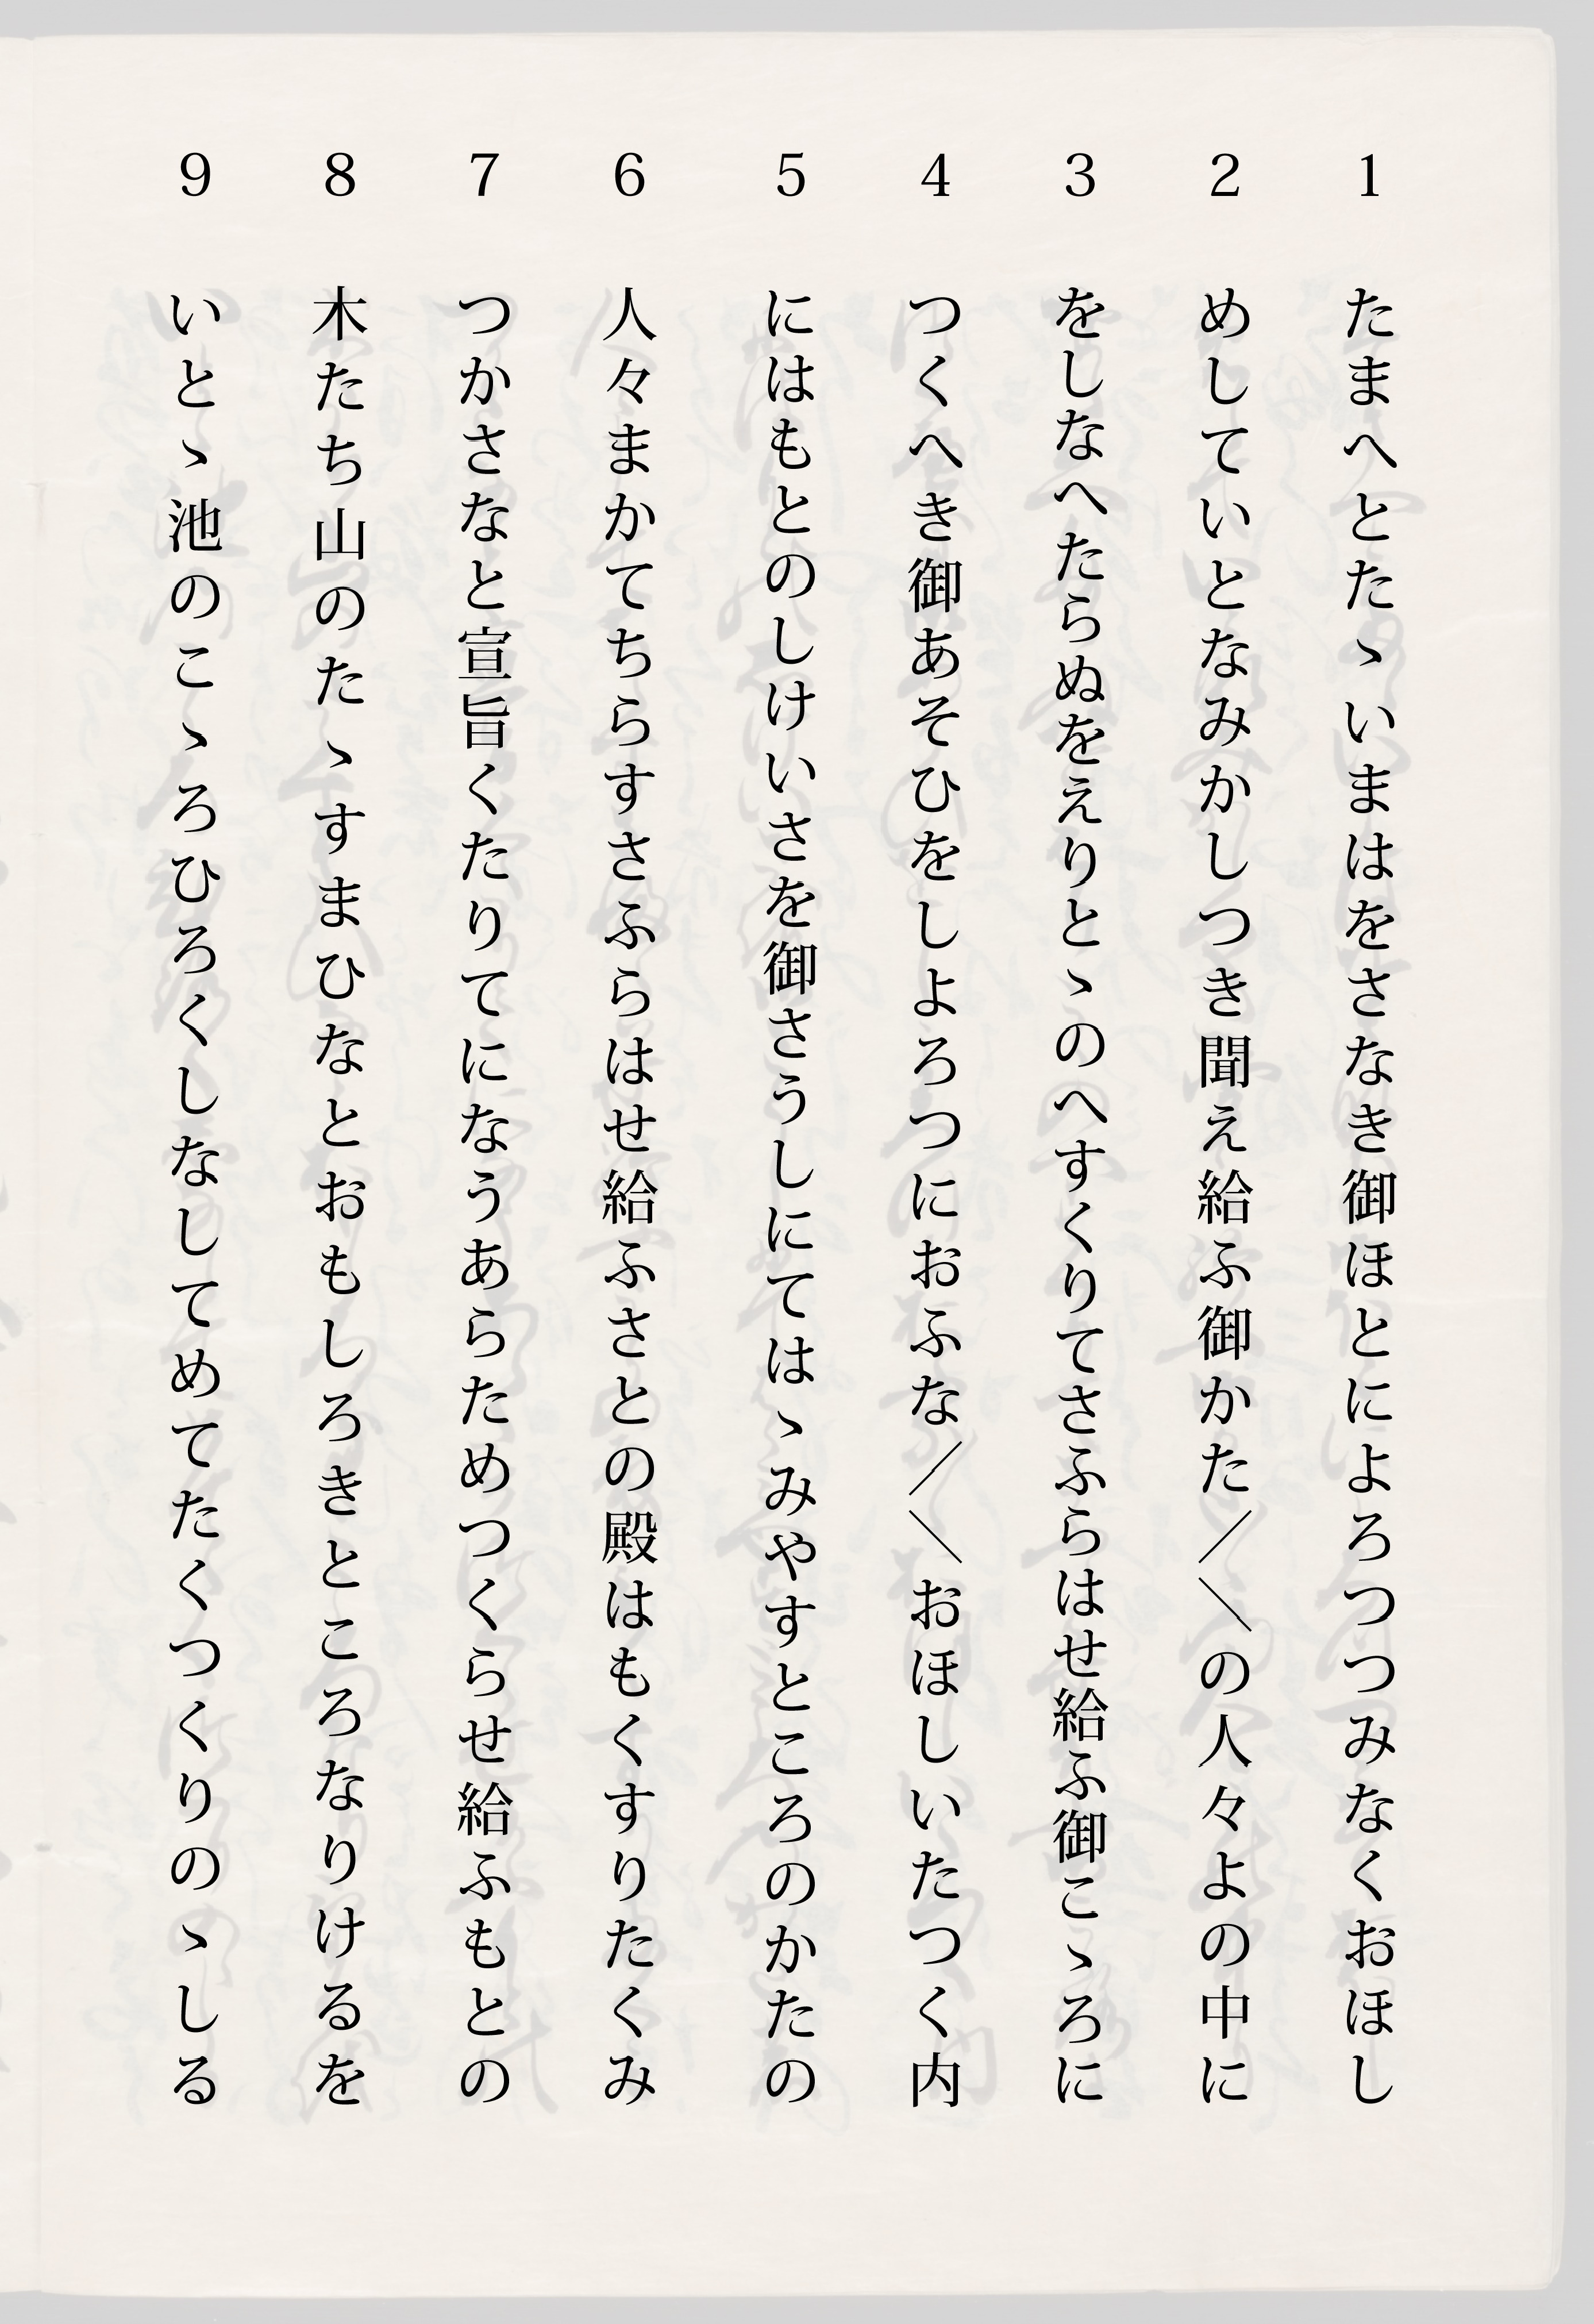 1 たまへとたゝいまはをさなき御ほとによろつつみなくおほし
2 めしていとなみかしつき聞え給ふ御かた／＼の人々よの中に
3 をしなへたらぬをえりとゝのへすくりてさふらはせ給ふ御こゝろに
4 つくへき御あそひをしよろつにおふな／＼おほしいたつく内
5 にはもとのしけいさを御さうしにてはゝみやすところのかたの
6 人々まかてちらすさふらはせ給ふさとの殿はもくすりたくみ
7 つかさなと宣旨くたりてになうあらためつくらせ給ふもとの
8 木たち山のたゝすまひなとおもしろきところなりけるを
9 いとゝ池のこゝろひろくしなしてめてたくつくりのゝしる